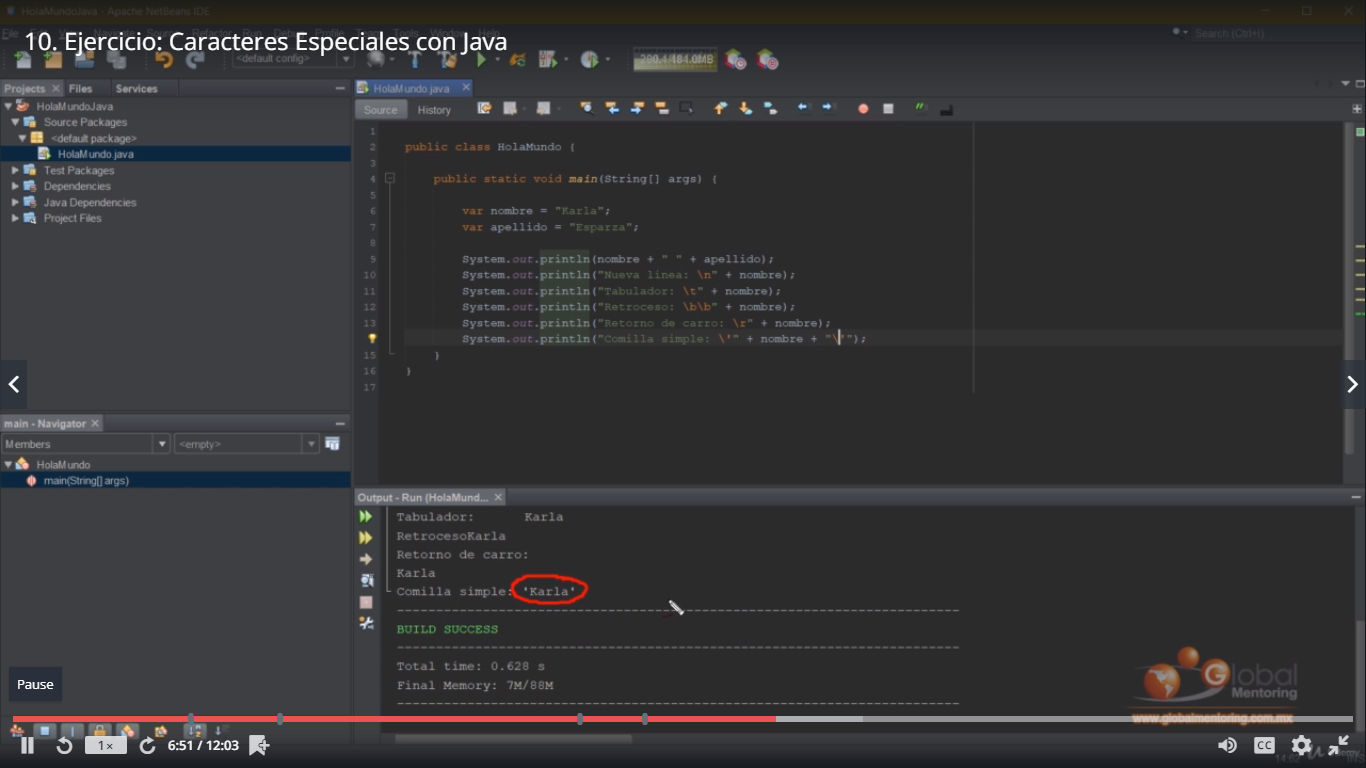 HolaMundoJava - Apache NetBeans IDE
10. Ejercicio: Caracteres Especiales con Java
Search (Ctrl+I)
<default config>
280,1/484.0MB
Projects Files Services
HolaMundoJava
Source Packages
<default package>
HolaMundo.java
Test Packages
Dependencies
Java Dependencies
Project Files
HolaMundo.java
Source History
1
2 public class HolaMundo {
3
4 public static void main(String[] args) {
5
6 var nombre = "Karla";
7 var apellido = "Esparza";
8
9 System.out.println(nombre + " " + apellido);
10 System.out.println("Nueva linea: \n" + nombre);
11 System.out.println("Tabulador: \t" + nombre);
12 System.out.println("Retroceso: \b\b" + nombre);
13 System.out.println("Retorno de carro: \r" + nombre);
System.out.println("Comilla simple: \'" + nombre + "\'");
15 }
16 }
17
main - Navigator
Members <empty>
HolaMundo
main(String[] args)
Output - Run (HolaMund...
Tabulador: Karla
RetrocesoKarla
Retorno de carro:
Karla
Comilla simple: 'Karla'
BUILD SUCCESS
Total time: 0.628 s
Final Memory: 7M/88M
Global
Mentoring
www.globalmentoring.com.mx
Pause
1x
6:51 / 12:03
CC